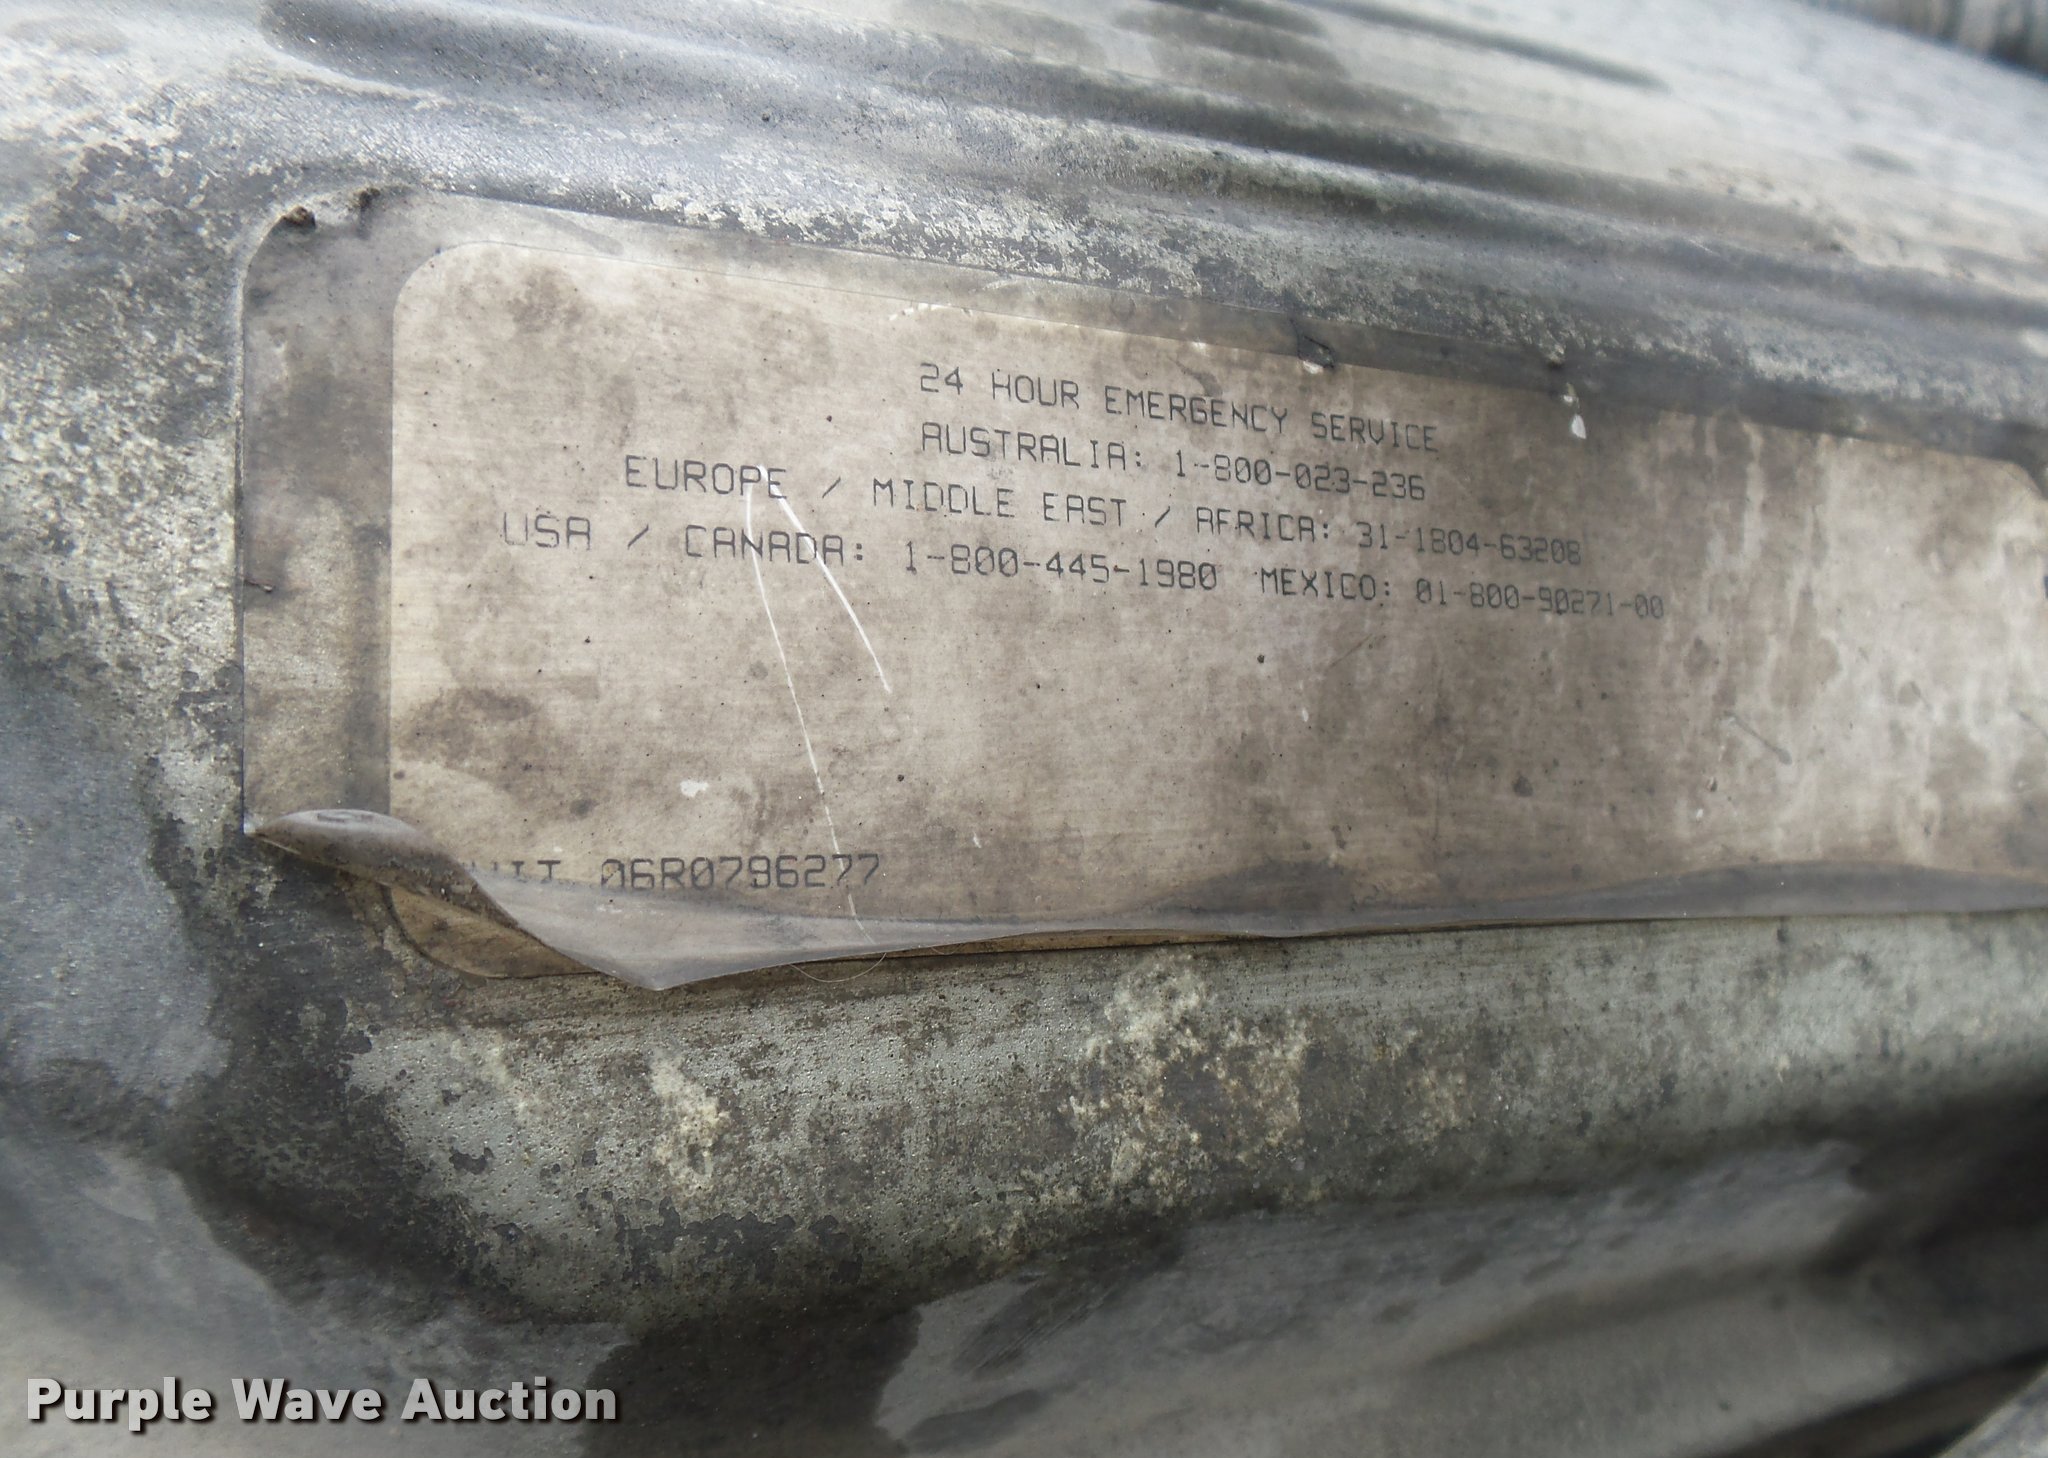 24 HOUR EMERGENCY SERVICE
AUSTRALIA: 1-800-023-236
EUROPE / MIDDLE EAST / AFRICA: 31-1804-63208
USA / CANADA: 1-800-445-1980 MEXICO: 01-800-90271-00
06R0796277
Purple Wave Auction